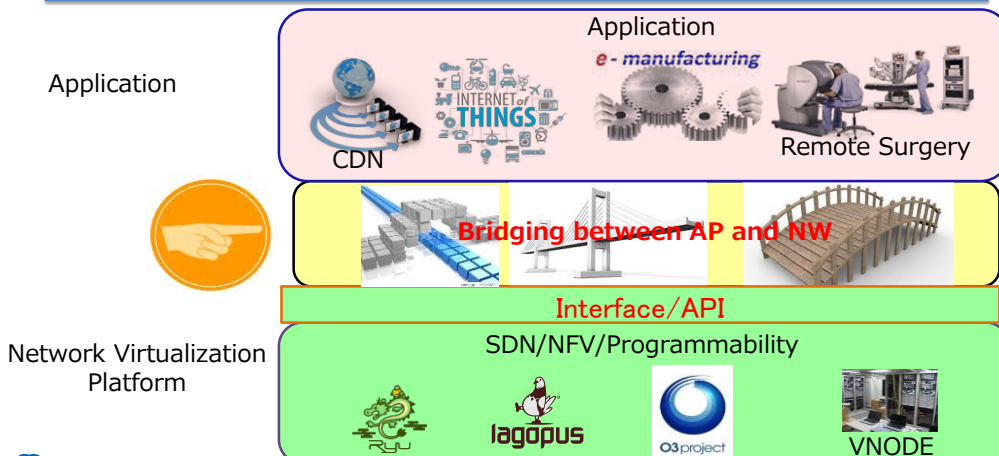 Application
Application
e - manufacturing
INTERNET of
THINGS
CDN
Remote Surgery
Bridging between AP and NW
Interface/API
Network Virtualization
Platform
SDN/NFV/Programmability
RYU
lagopus
O3project
VNODE